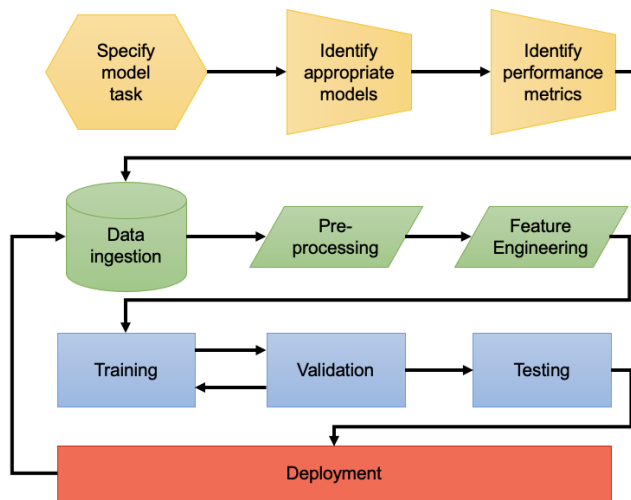 Specify
model
task
Identify
appropriate
models
Identify
performance
metrics
Data
ingestion
Pre-
processing
Feature
Engineering
Training
Validation
Testing
Deployment